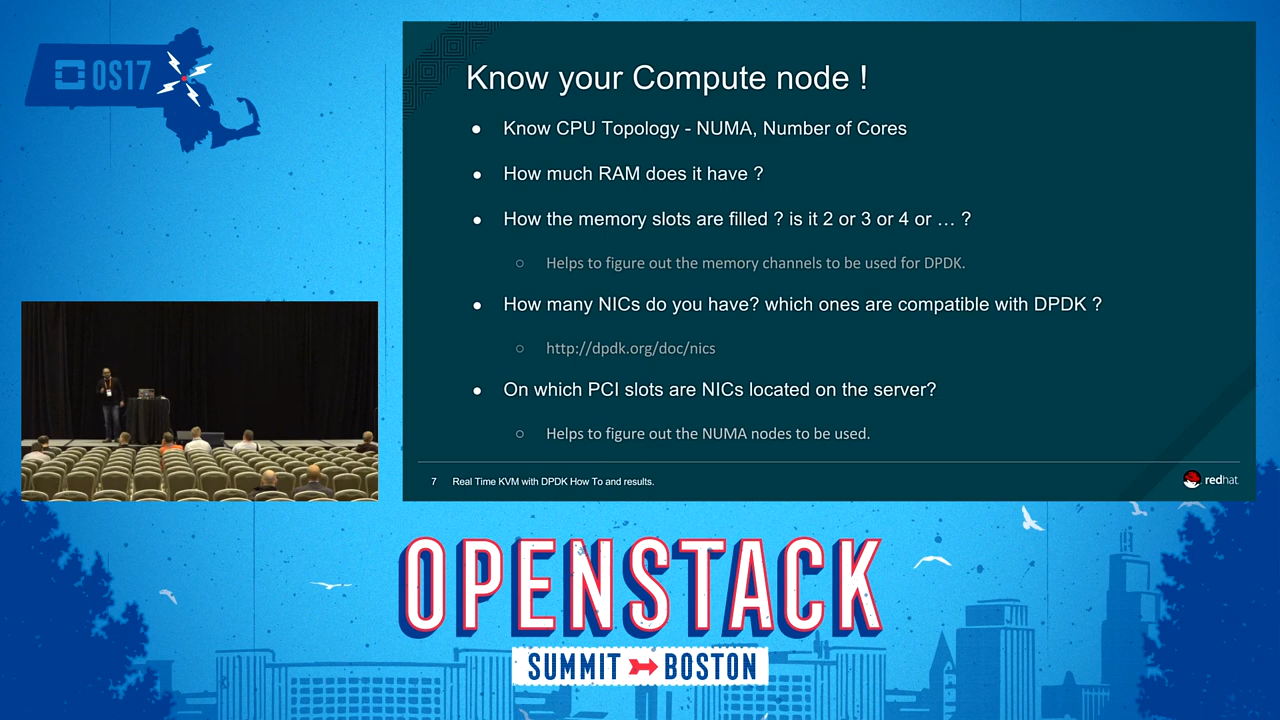 OS17
Know your Compute node !
● Know CPU Topology - NUMA, Number of Cores
● How much RAM does it have ?
● How the memory slots are filled ? is it 2 or 3 or 4 or … ?
○ Helps to figure out the memory channels to be used for DPDK.
● How many NICs do you have? which ones are compatible with DPDK ?
○ http://dpdk.org/doc/nics
● On which PCI slots are NICs located on the server?
○ Helps to figure out the NUMA nodes to be used.
7 Real Time KVM with DPDK How To and results.
redhat.
OPENSTACK
SUMMIT BOSTON